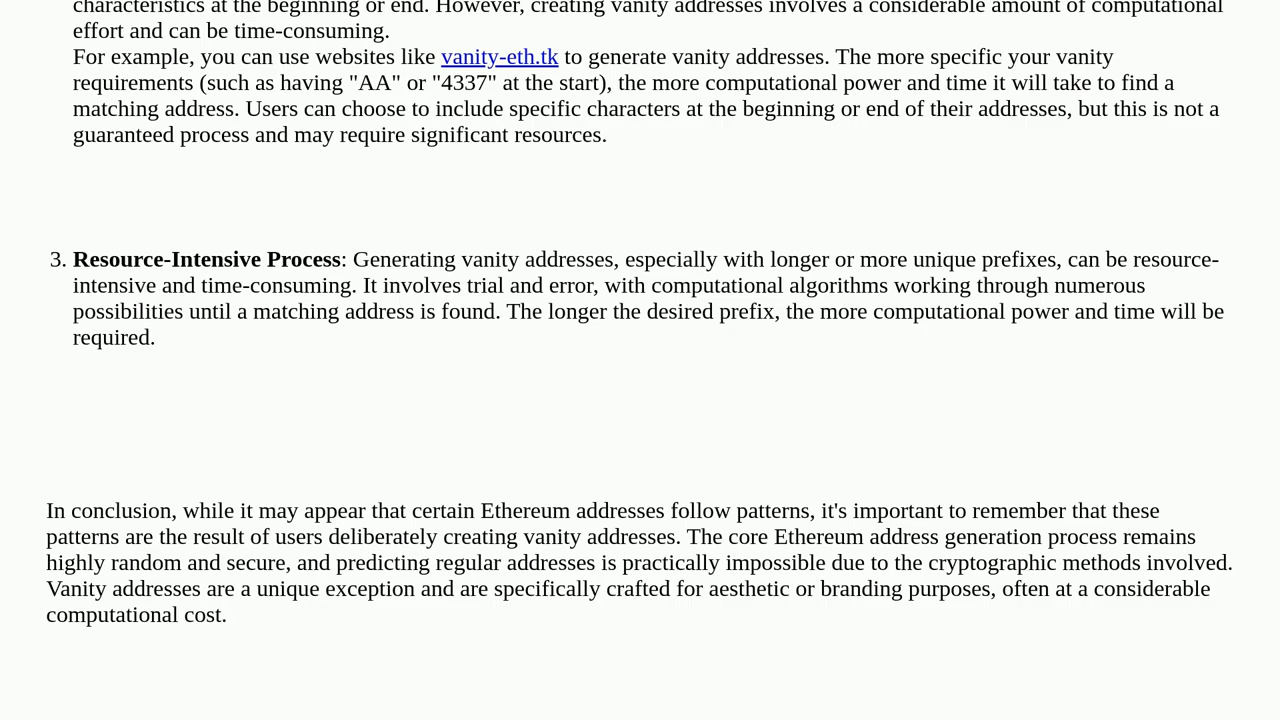 characteristics at the beginning or end. However, creating vanity addresses involves a considerable amount of computational
effort and can be time-consuming.
For example, you can use websites like vanity-eth.tk to generate vanity addresses. The more specific your vanity
requirements (such as having "AA" or "4337" at the start), the more computational power and time it will take to find a
matching address. Users can choose to include specific characters at the beginning or end of their addresses, but this is not a
guaranteed process and may require significant resources.
3. Resource-Intensive Process: Generating vanity addresses, especially with longer or more unique prefixes, can be resource-
intensive and time-consuming. It involves trial and error, with computational algorithms working through numerous
possibilities until a matching address is found. The longer the desired prefix, the more computational power and time will be
required.
In conclusion, while it may appear that certain Ethereum addresses follow patterns, it's important to remember that these
patterns are the result of users deliberately creating vanity addresses. The core Ethereum address generation process remains
highly random and secure, and predicting regular addresses is practically impossible due to the cryptographic methods involved.
Vanity addresses are a unique exception and are specifically crafted for aesthetic or branding purposes, often at a considerable
computational cost.